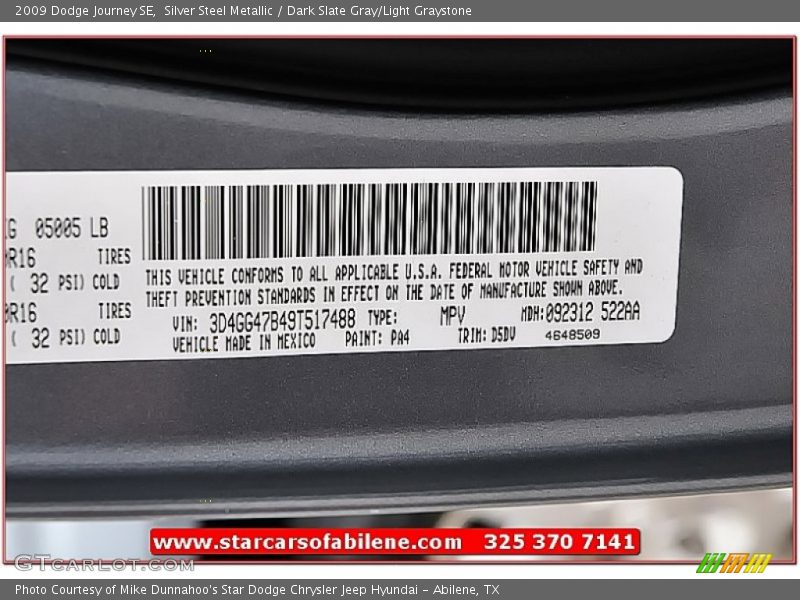 2009 Dodge Journey SE,  Silver Steel Metallic / Dark Slate Gray/Light Graystone
05005 LB
R16 TIRES
( 32 PSI) COLD
R16 TIRES
( 32 PSI) COLD
THIS VEHICLE CONFORMS TO ALL APPLICABLE U.S.A. FEDERAL MOTOR VEHICLE SAFETY AND
THEFT PREVENTION STANDARDS IN EFFECT ON THE DATE OF MANUFACTURE SHOWN ABOVE.
VIN: 3D4GG47B49T517488 TYPE: MPV MDH:092312 522AA
VEHICLE MADE IN MEXICO PAINT: PA4 TRIM: D5DV 4648509
www.starcarsofabilene.com 325 370 7141
GTcarlot.com
Photo Courtesy of Mike Dunnahoo's Star Dodge Chrysler Jeep Hyundai - Abilene, TX